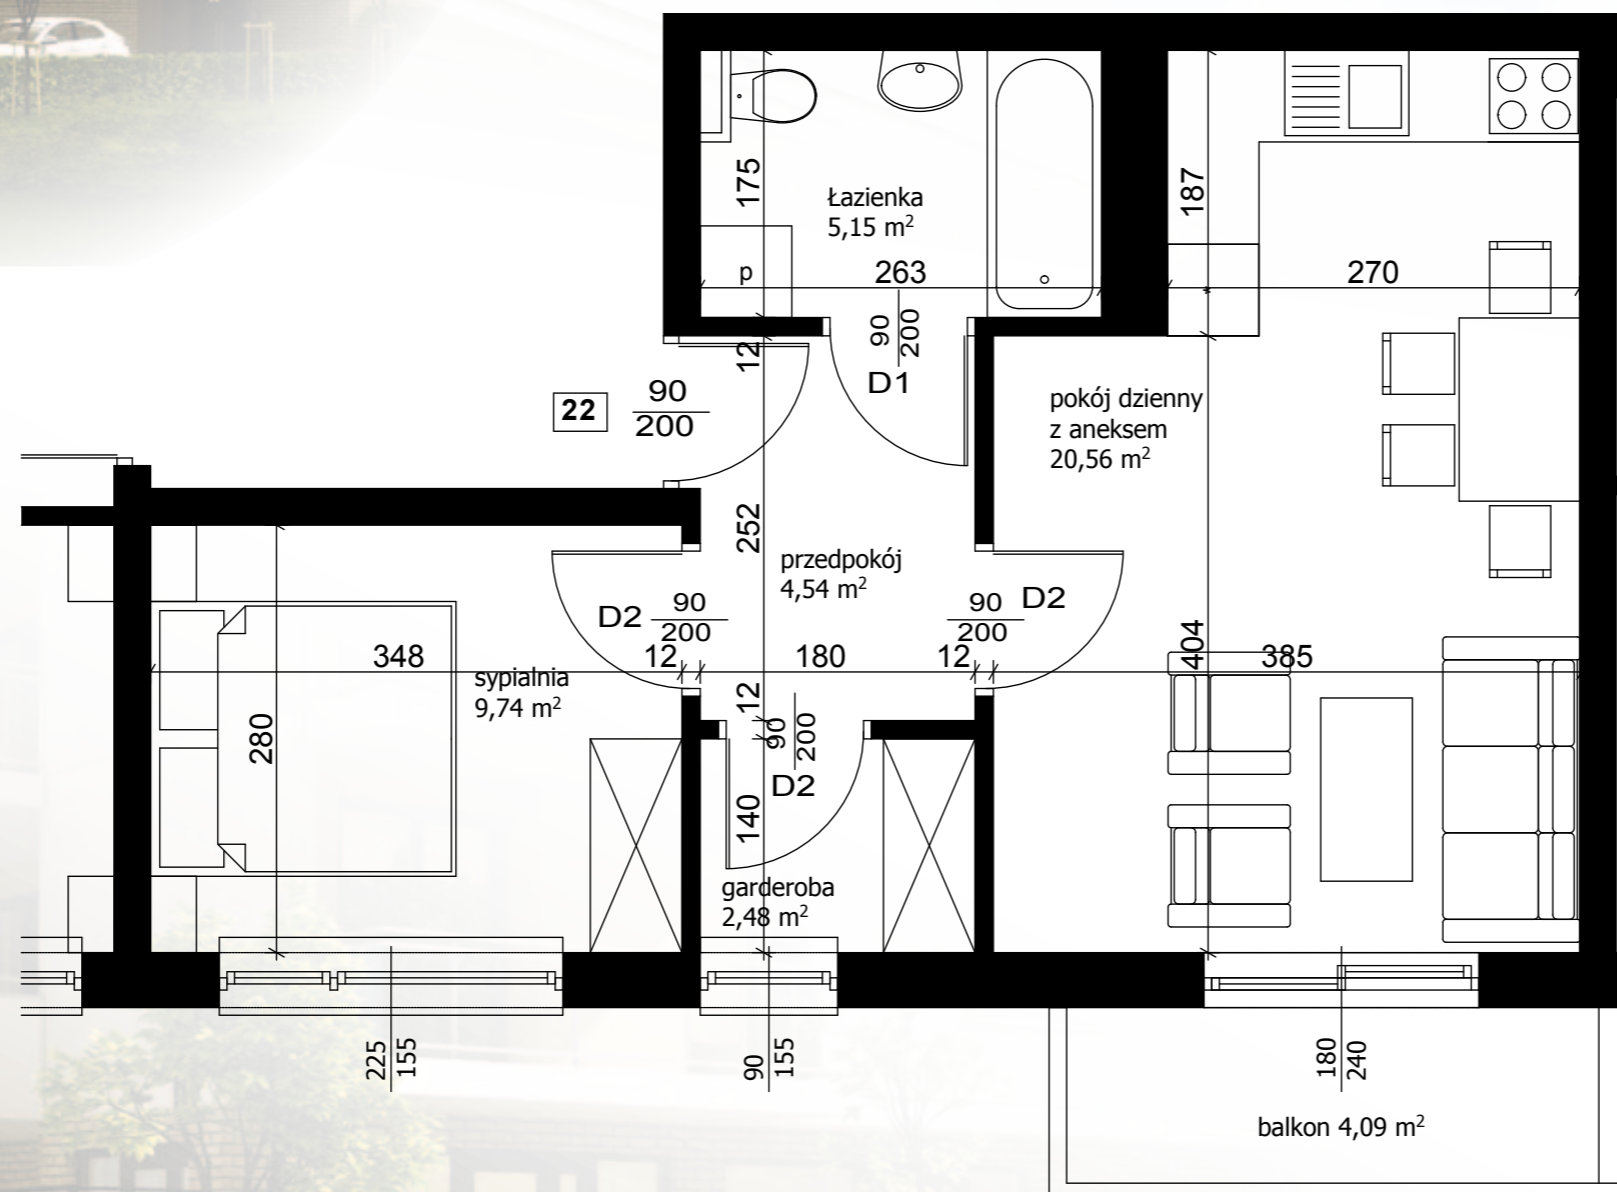 175
Łazienka
5,15 m²
187
p
263
270
90
200
D1
12
22
90
200
pokój dzienny
z aneksem
20,56 m²
252
przedpokój
4,54 m²
D2
90
200
90
200
D2
348
12
180
12
404
385
sypialnia
9,74 m²
280
12
90
200
D2
140
garderoba
2,48 m²
225
155
90
155
180
240
balkon 4,09 m²